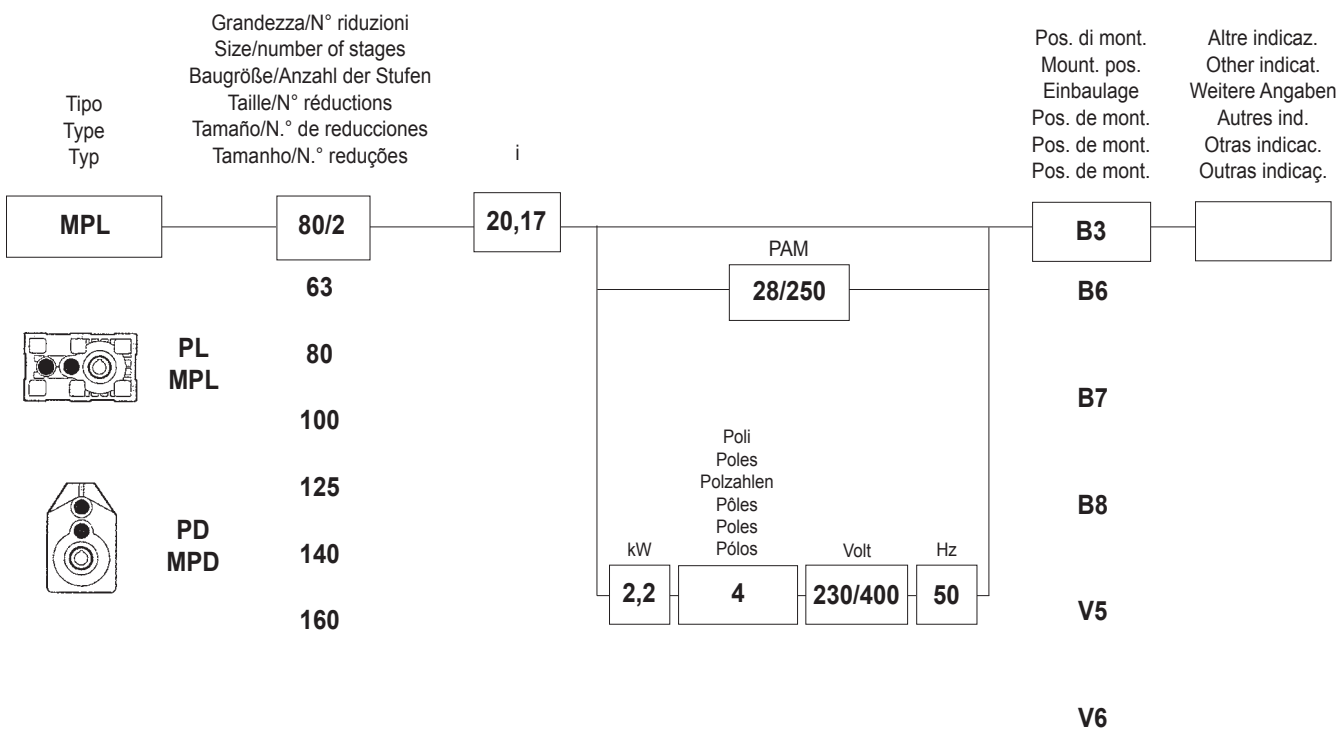 Tipo
Type
Typ
Grandezza/N° riduzioni
Size/number of stages
Baugröße/Anzahl der Stufen
Taille/N° réductions
Tamaño/N.° de reducciones
Tamanho/N.° reduções
i
Pos. di mont.
Mount. pos.
Einbaulage
Pos. de mont.
Pos. de mont.
Pos. de mont.
Altre indicaz.
Other indicat.
Weitere Angaben
Autres ind.
Otras indicac.
Outras indicaç.
MPL
80/2
20,17
B3
PAM
28/250
63
80
100
125
140
160
PL
MPL
PD
MPD
kW
Poli
Poles
Polzahlen
Pôles
Poles
Pólos
Volt
Hz
2,2
4
230/400
50
B6
B7
B8
V5
V6